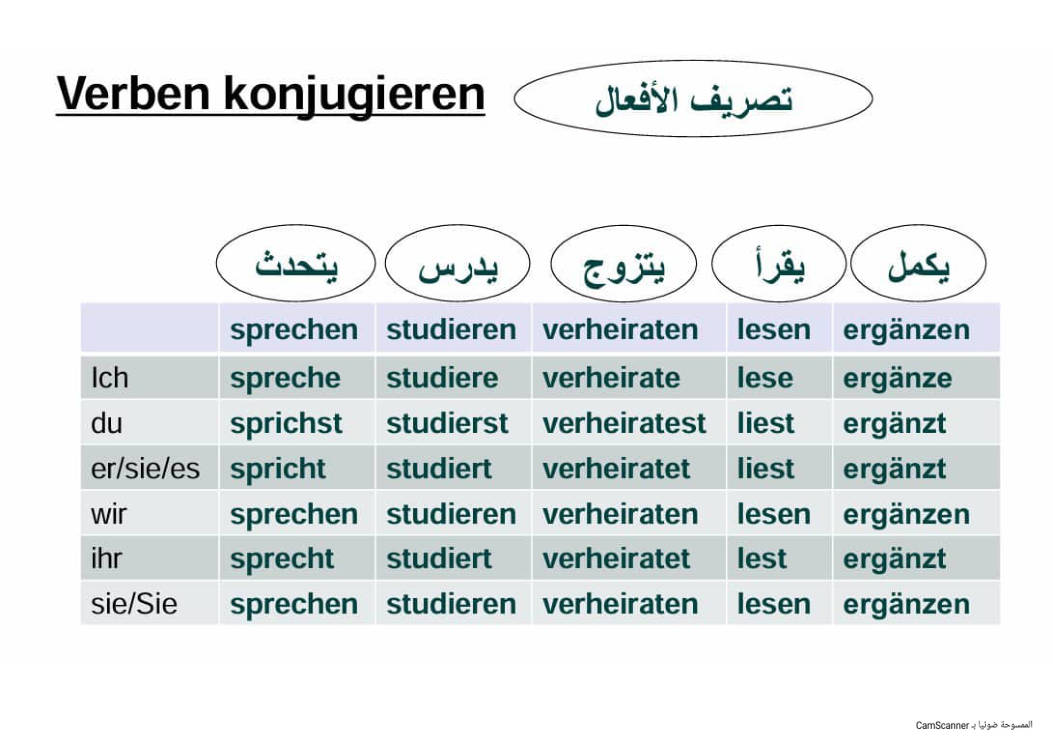 Verben konjugieren تصريف الأفعال
يتحدث يدرس يتزوج يقرأ يكمل
sprechen studieren verheiraten lesen ergänzen
Ich spreche studiere verheirate lese ergänze
du sprichst studierst verheiratest liest ergänzt
er/sie/es spricht studiert verheiratet liest ergänzt
wir sprechen studieren verheiraten lesen ergänzen
ihr sprecht studiert verheiratet lest ergänzt
sie/Sie sprechen studieren verheiraten lesen ergänzen
الممسوحة ضوئيا بـ CamScanner